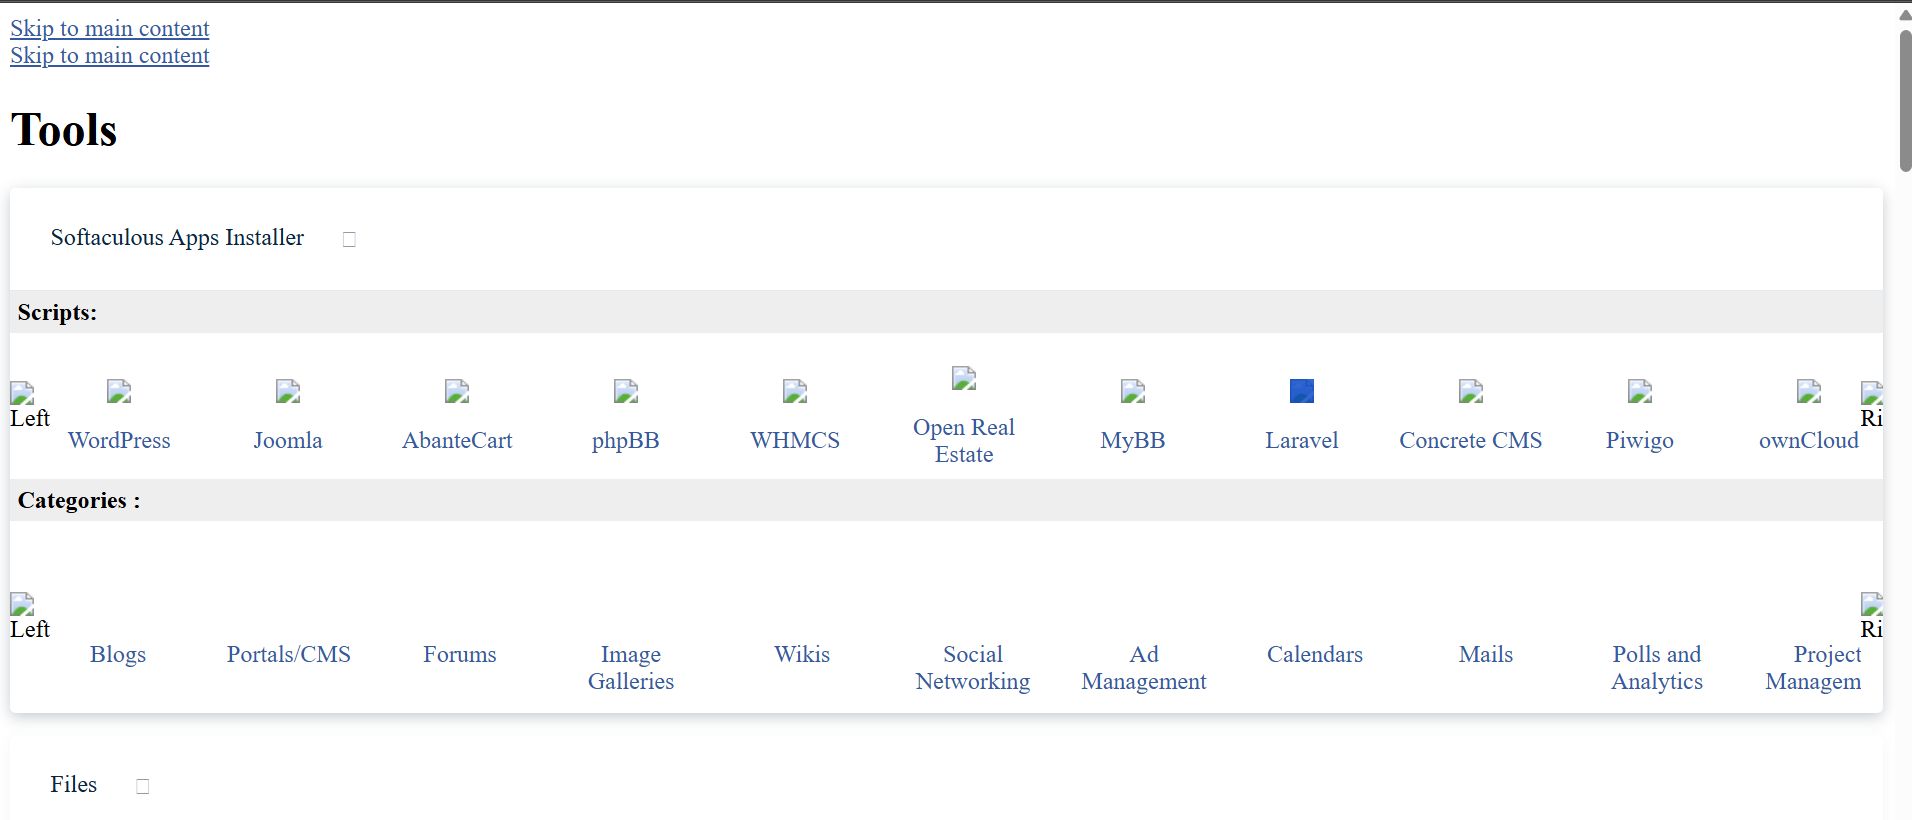 Skip to main content
Skip to main content
Tools
Softaculous Apps Installer
Scripts:
Left
WordPress
Joomla
AbanteCart
phpBB
WHMCS
Open Real
Estate
MyBB
Laravel
Concrete CMS
Piwigo
ownCloud
Ri
Categories :
Left
Blogs
Portals/CMS
Forums
Image
Galleries
Wikis
Social
Networking
Ad
Management
Calendars
Mails
Polls and
Analytics
Project
Managem
Ri
Files